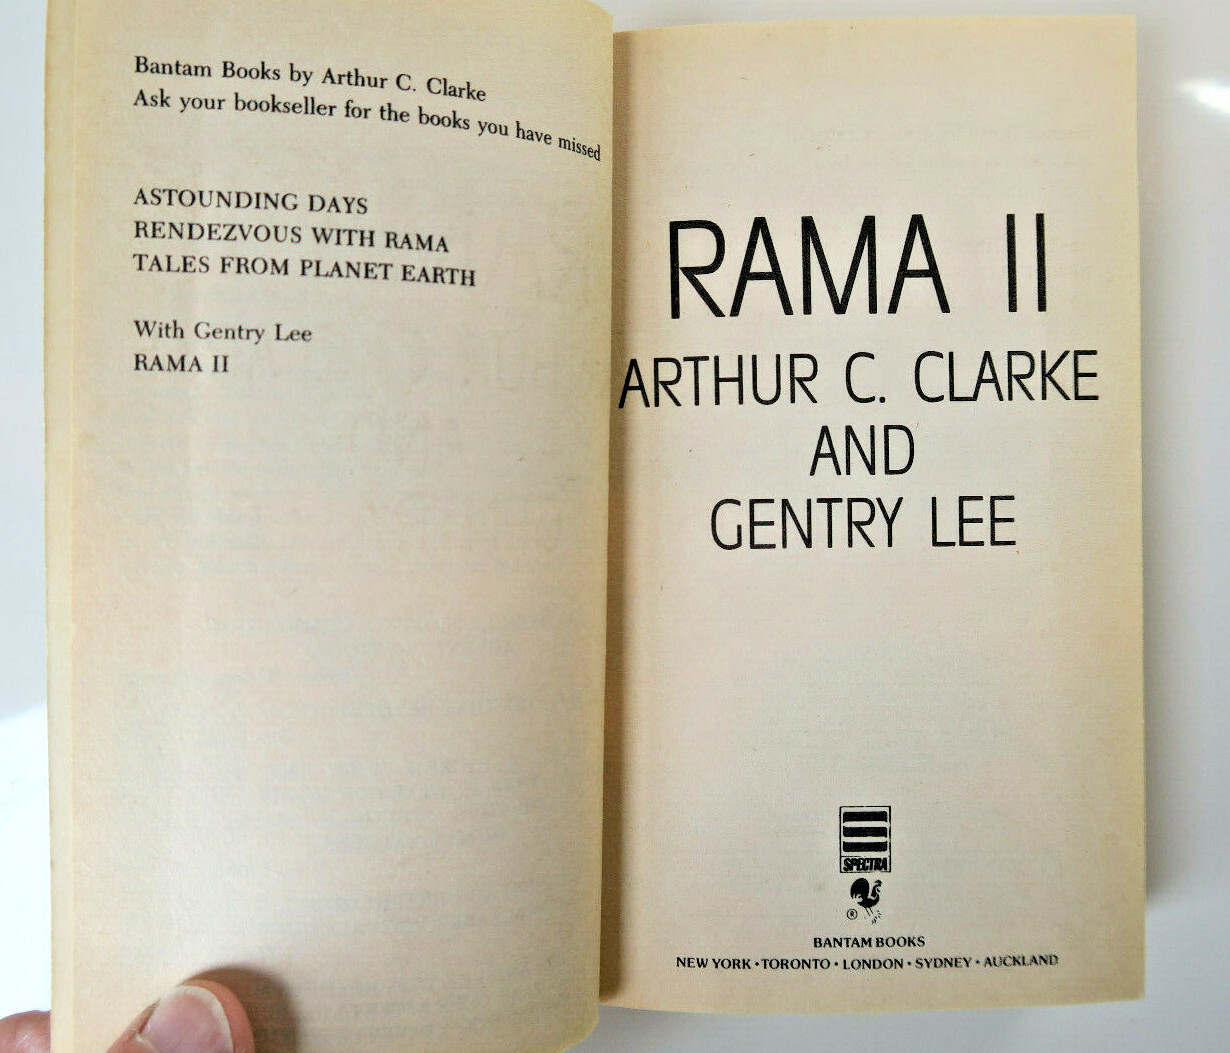 Bantam Books by Arthur C. Clarke
Ask your bookseller for the books you have missed
ASTOUNDING DAYS
RENDEZVOUS WITH RAMA
TALES FROM PLANET EARTH
With Gentry Lee
RAMA II
RAMA II
ARTHUR C. CLARKE
AND
GENTRY LEE
SPECTRA
®
BANTAM BOOKS
NEW YORK • TORONTO • LONDON • SYDNEY • AUCKLAND